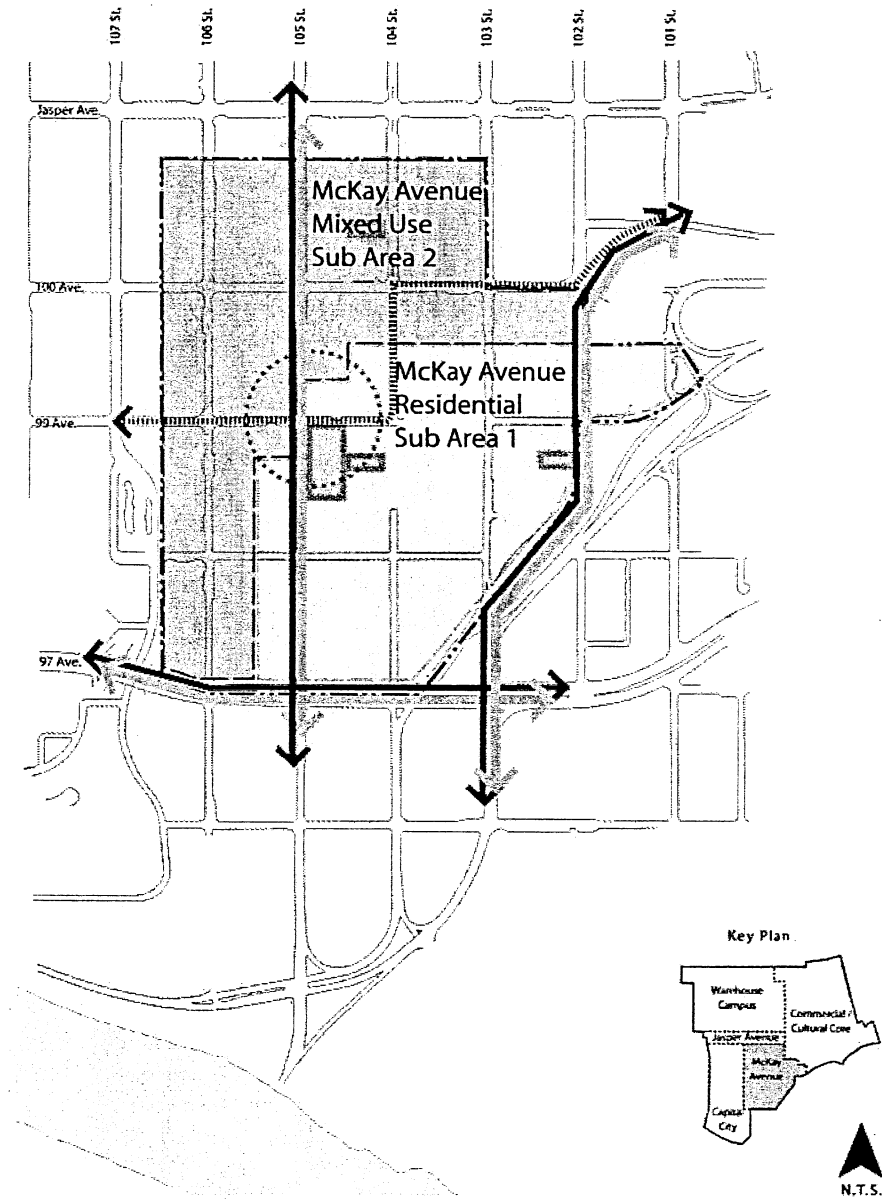 107 St.
106 St.
105 St.
104 St.
103 St.
102 St.
101 St.
Jasper Ave.
McKay Avenue
Mixed Use
Sub Area 2
100 Ave.
McKay Avenue
Residential
Sub Area 1
99 Ave.
97 Ave.
Key Plan
Warehouse
Campus
Commercial /
Cultural Core
Jasper Avenue
McKay
Avenue
Capital
City
N.T.S.